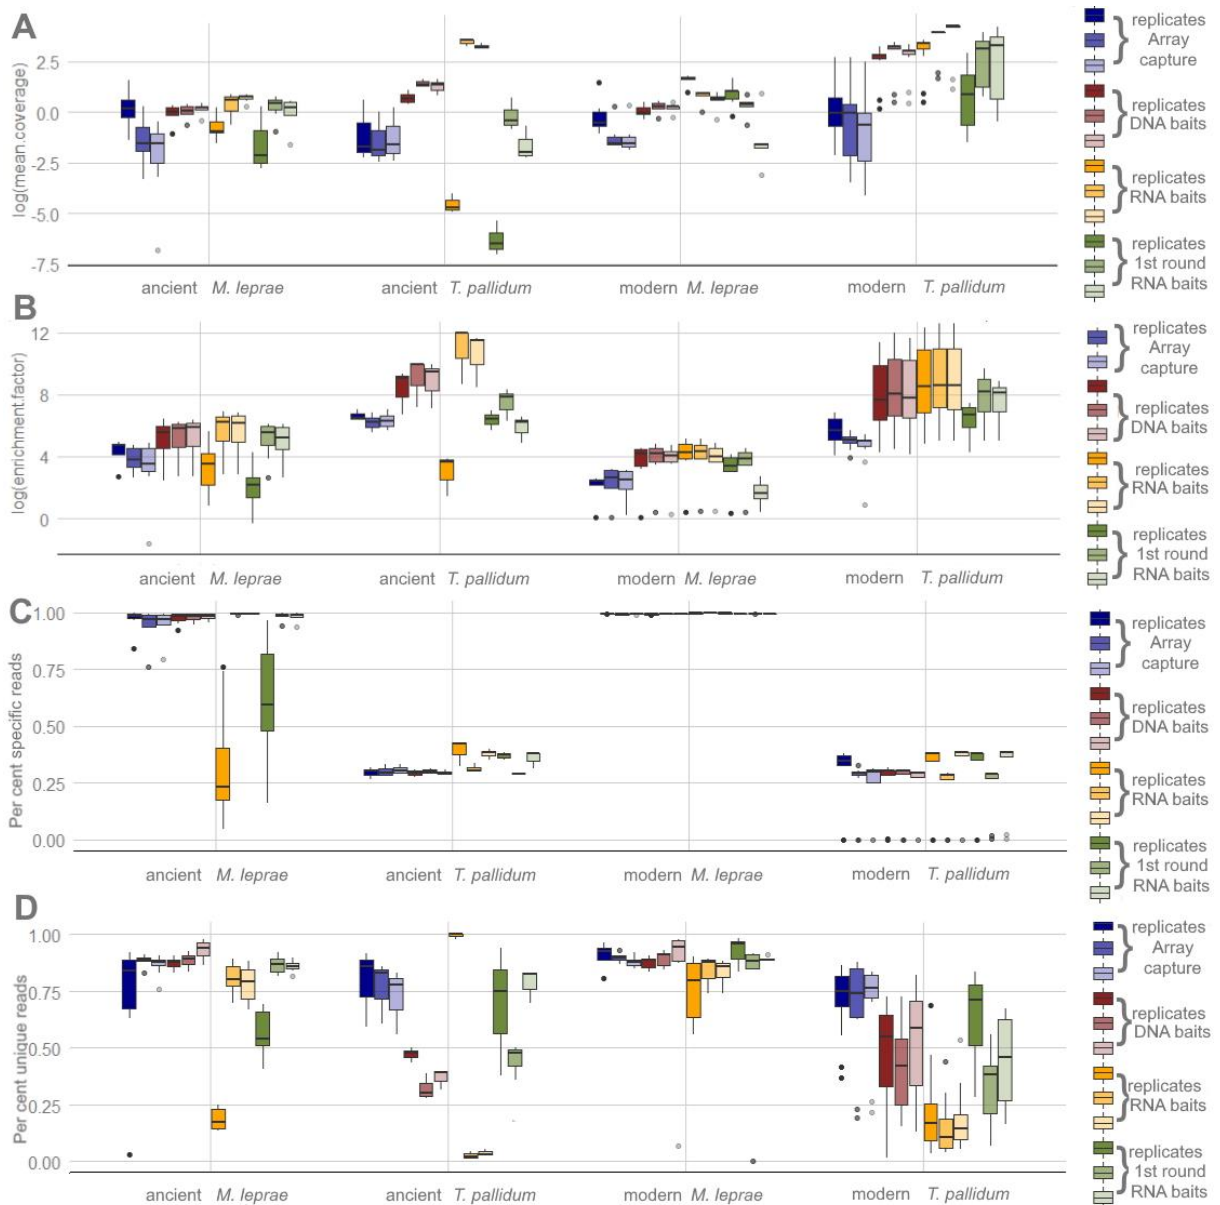 A
log(mean.coverage)
2.5
0.0
-2.5
-5.0
-7.5
ancient M. leprae
ancient T. pallidum
modern M. leprae
modern T. pallidum
replicates
Array
capture
replicates
DNA baits
replicates
RNA baits
replicates
1st round
RNA baits
B
log(enrichment.factor)
12
8
4
0
ancient M. leprae
ancient T. pallidum
modern M. leprae
modern T. pallidum
replicates
Array
capture
replicates
DNA baits
replicates
RNA baits
replicates
1st round
RNA baits
C
Per cent specific reads
1.00
0.75
0.50
0.25
0.00
ancient M. leprae
ancient T. pallidum
modern M. leprae
modern T. pallidum
replicates
Array
capture
replicates
DNA baits
replicates
RNA baits
replicates
1st round
RNA baits
D
Per cent unique reads
1.00
0.75
0.50
0.25
0.00
ancient M. leprae
ancient T. pallidum
modern M. leprae
modern T. pallidum
replicates
Array
capture
replicates
DNA baits
replicates
RNA baits
replicates
1st round
RNA baits